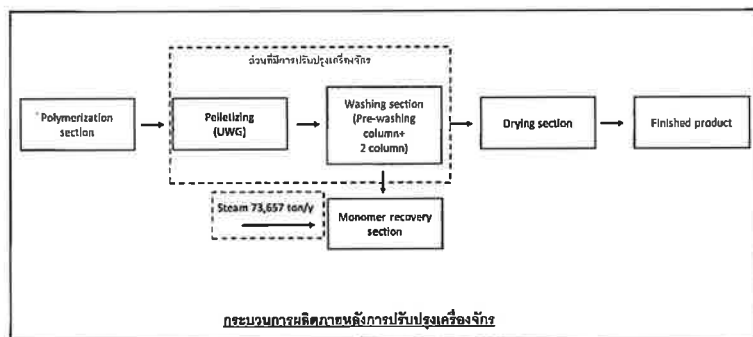 ส่วนที่มีการปรับปรุงเครื่องจักร
Polymerization
section
Pelletizing
(UWG)
Washing section
(Pre-washing
column+
2 column)
Drying section
Finished product
Steam 73,657 ton/y
Monomer recovery
section
กระบวนการผลิตภายหลังการปรับปรุงเครื่องจักร